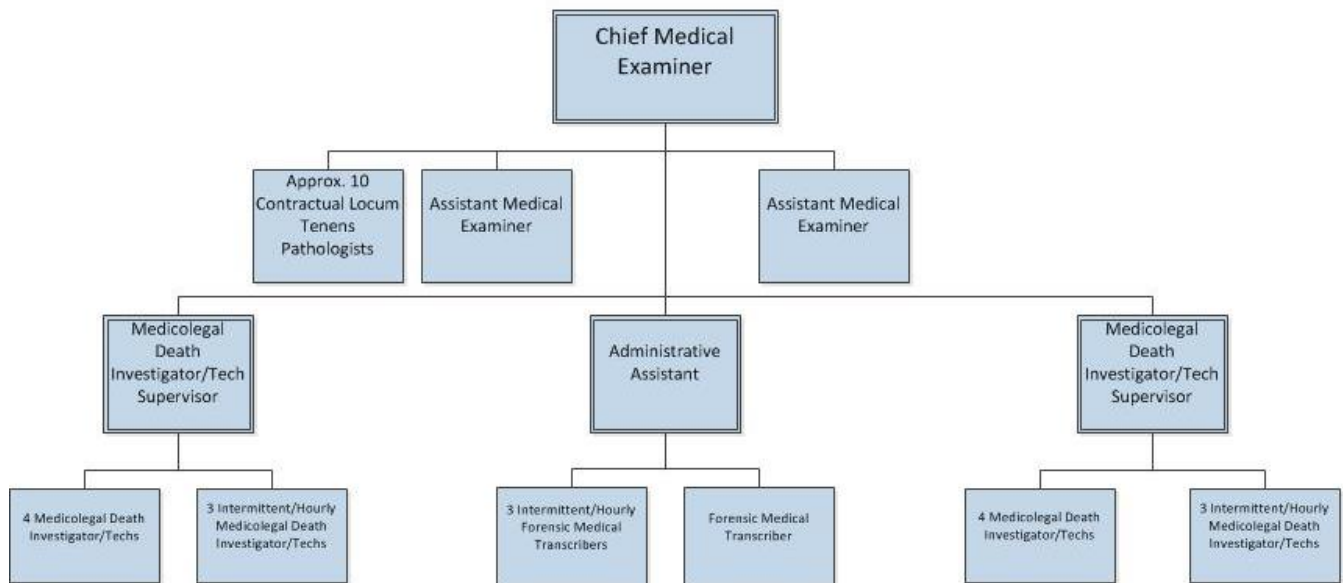 Chief Medical
Examiner
Approx. 10
Contractual Locum
Tenens
Pathologists
Assistant Medical
Examiner
Assistant Medical
Examiner
Medicolegal
Death
Investigator/Tech
Supervisor
Administrative
Assistant
Medicolegal
Death
Investigator/Tech
Supervisor
4 Medicolegal Death
Investigator/Techs
3 Intermittent/Hourly
Medicolegal Death
Investigator/Techs
3 Intermittent/Hourly
Forensic Medical
Transcribers
Forensic Medical
Transcriber
4 Medicolegal Death
Investigator/Techs
3 Intermittent/Hourly
Medicolegal Death
Investigator/Techs